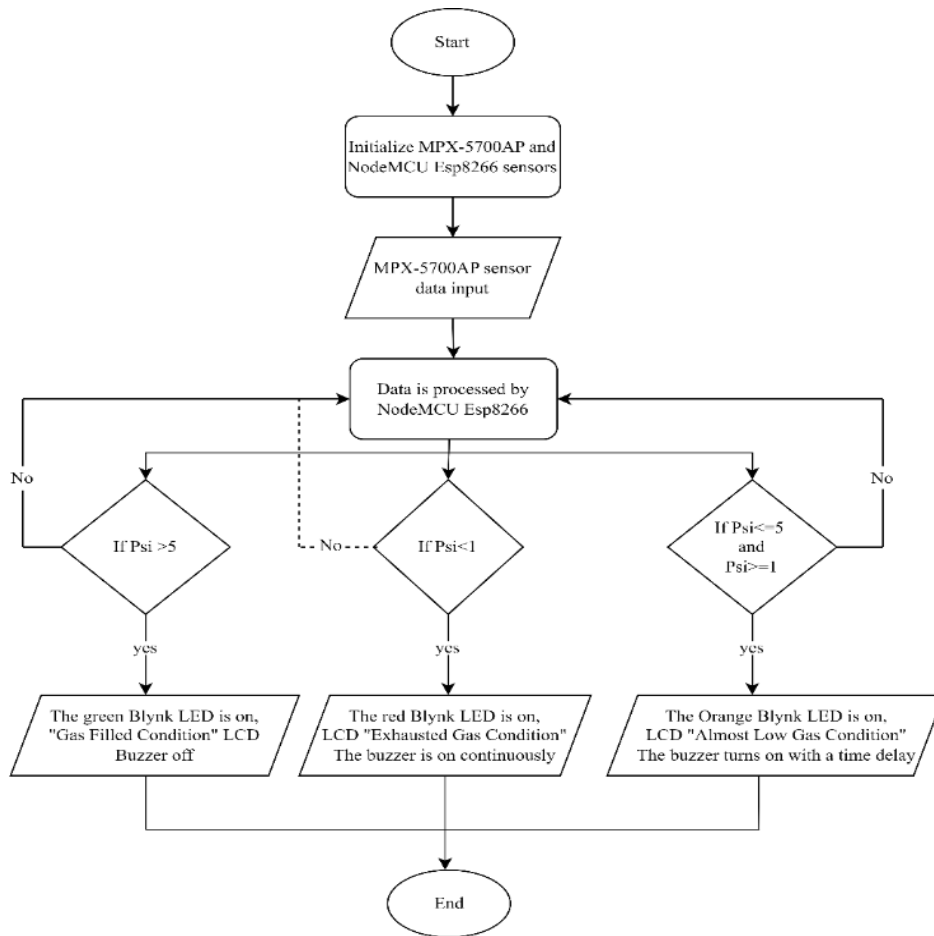 Start
Initialize MPX-5700AP and
NodeMCU Esp8266 sensors
MPX-5700AP sensor
data input
Data is processed by
NodeMCU Esp8266
No
No
No
If Psi >5
If Psi<1
If Psi<=5
and
Psi>=1
yes
yes
yes
The green Blynk LED is on,
"Gas Filled Condition" LCD
Buzzer off
The red Blynk LED is on,
LCD "Exhausted Gas Condition"
The buzzer is on continuously
The Orange Blynk LED is on,
LCD "Almost Low Gas Condition"
The buzzer turns on with a time delay
End